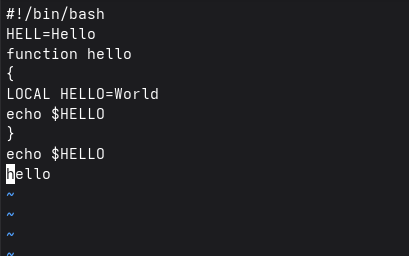 #!/bin/bash
HELL=Hello
function hello
{
LOCAL HELLO=World
echo $HELLO
}
echo $HELLO
hello
~
~
~
~